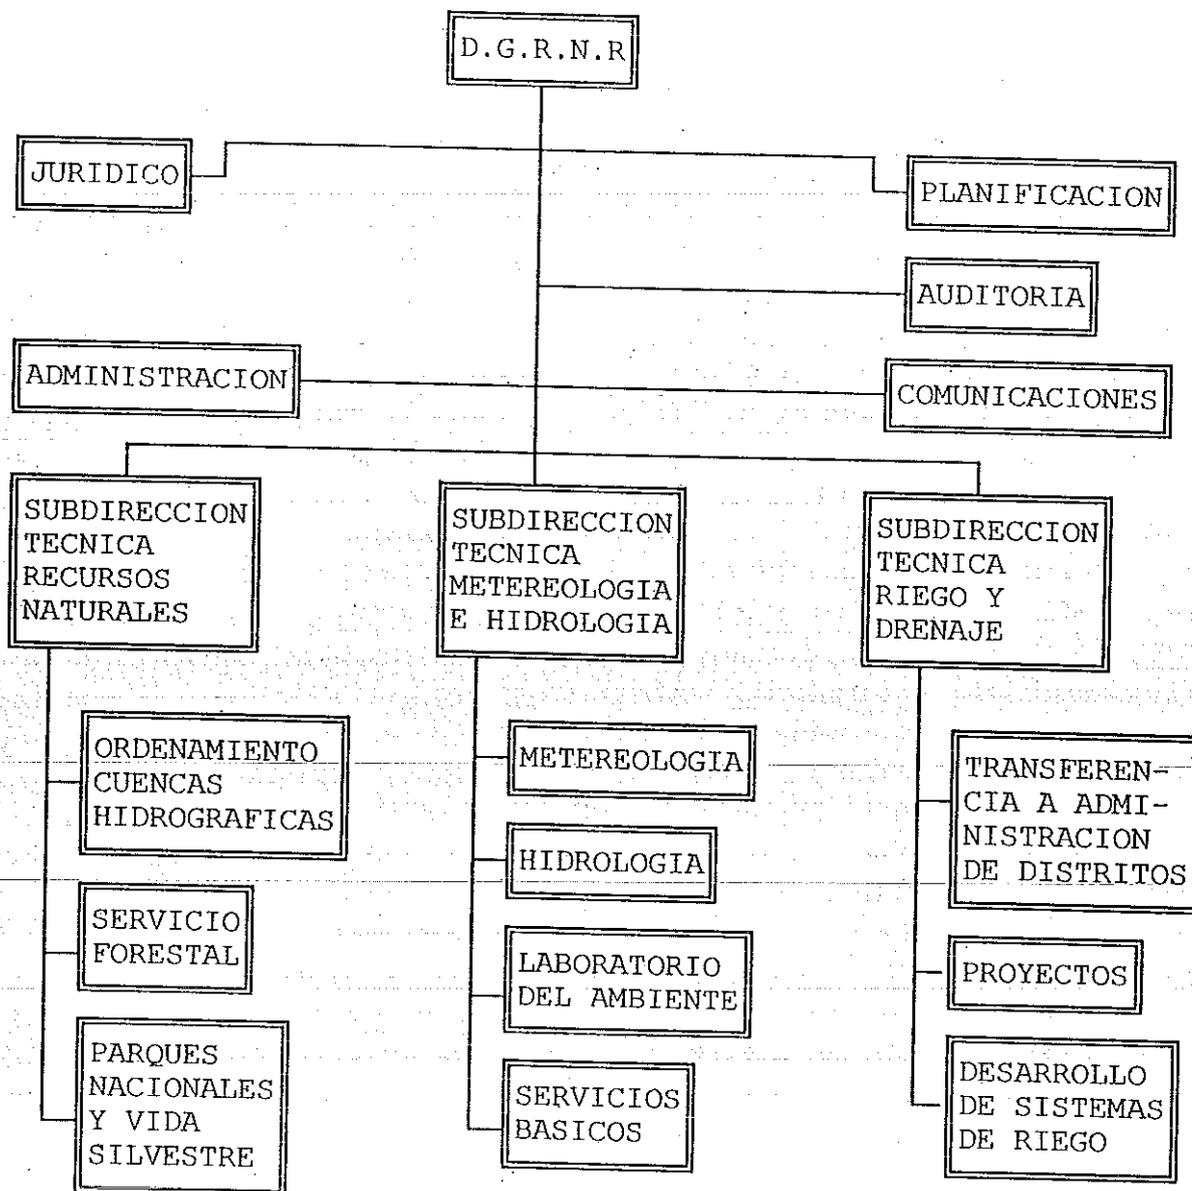 D.G.R.N.R
JURIDICO
PLANIFICACION
AUDITORIA
ADMINISTRACION
COMUNICACIONES
SUBDIRECCION
TECNICA
RECURSOS
NATURALES
SUBDIRECCION
TECNICA
METEREOLOGIA
E HIDROLOGIA
SUBDIRECCION
TECNICA
RIEGO Y
DRENAJE
ORDENAMIENTO
CUENCAS
HIDROGRAFICAS
SERVICIO
FORESTAL
PARQUES
NACIONALES
Y VIDA
SILVESTRE
METEREOLOGIA
HIDROLOGIA
LABORATORIO
DEL AMBIENTE
SERVICIOS
BASICOS
TRANSFEREN-
CIA A ADMI-
NISTRACION
DE DISTRITOS
PROYECTOS
DESARROLLO
DE SISTEMAS
DE RIEGO